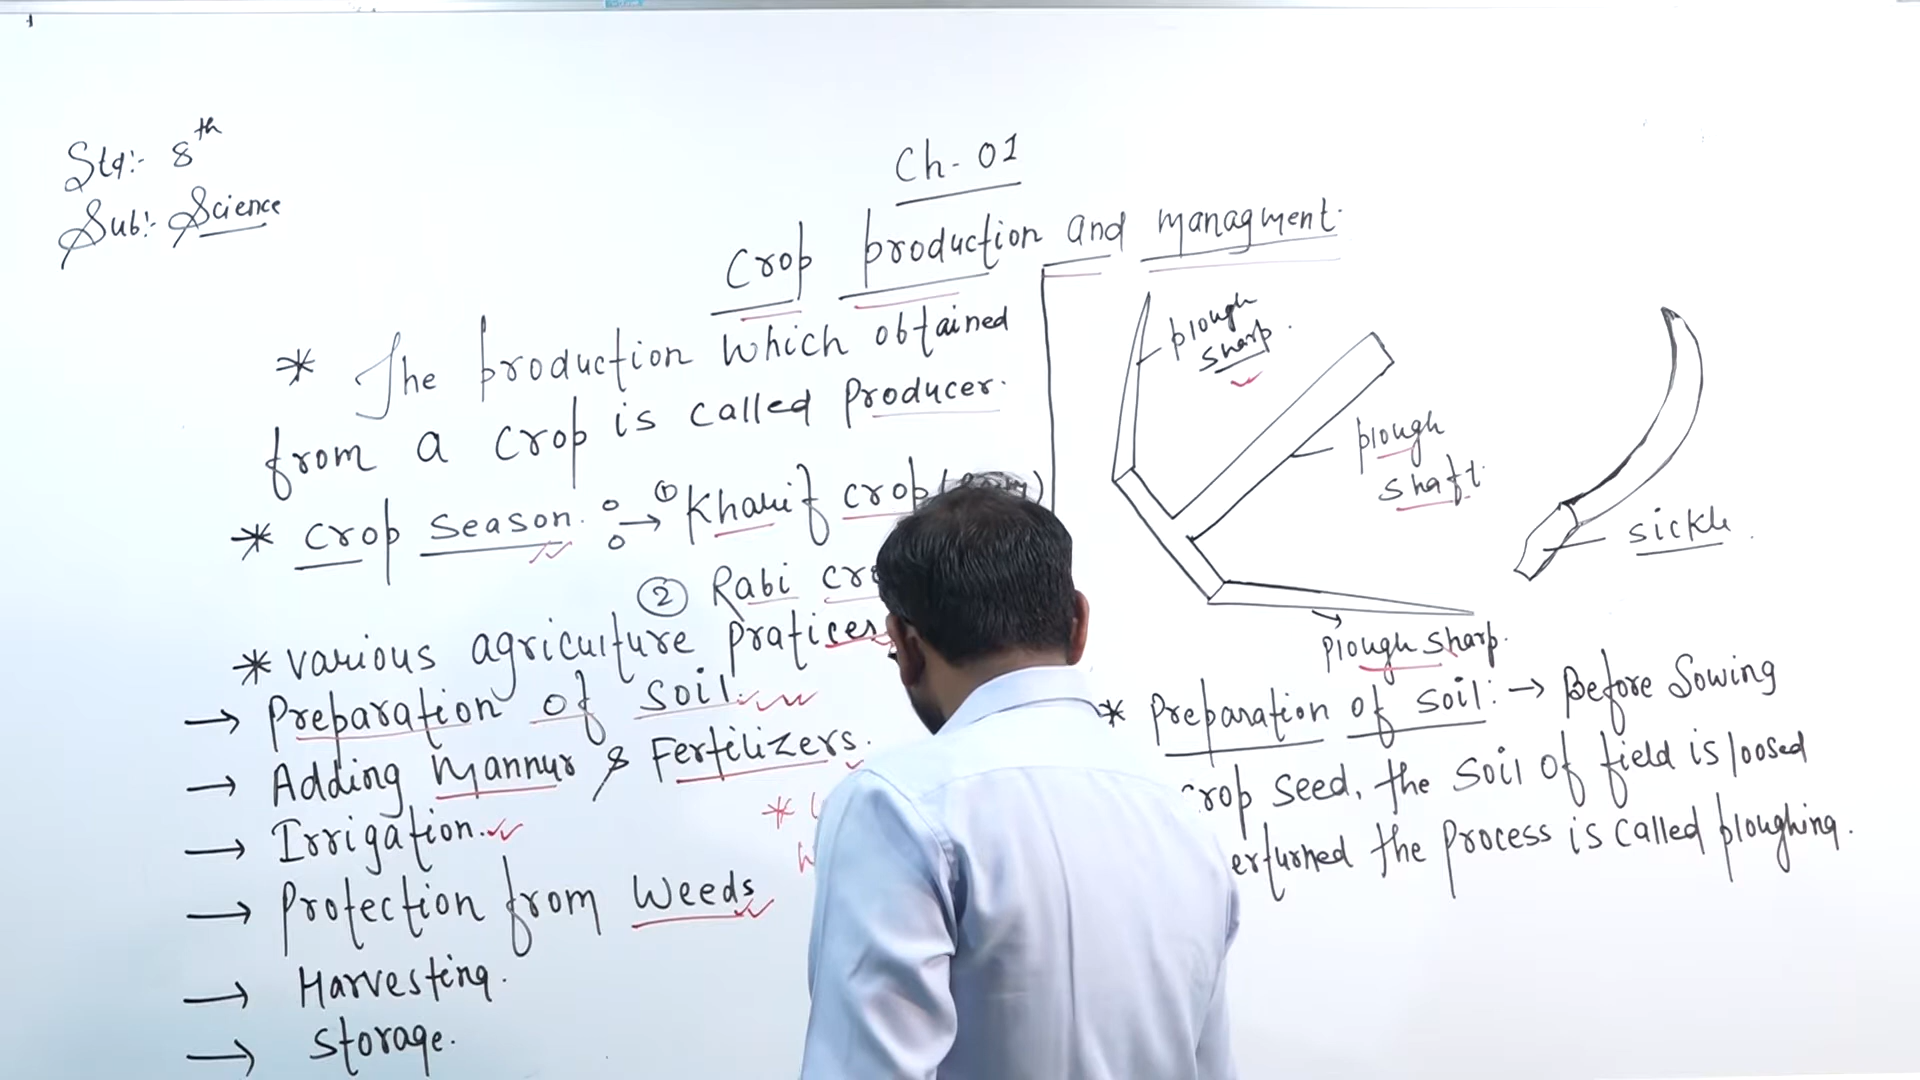 Std:- 8th
Sub:- Science
Ch- 01
Crop production and managment.
* The production which obtained
from a crop is called Producer.
* crop season. : → ① Kharif crop
② Rabi
* various agriculture pratices
→ Preparation of soil.
→ Adding Mannur & Fertilizers.
→ Irrigation.
→ Protection from Weeds
→ Harvesting.
→ Storage.
plough
sharp.
plough
shaft.
sickle.
plough sharp.
* Preparation of soil: → Before Sowing
crop seed, the soil of field is loosed
erturned the process is called ploughing.